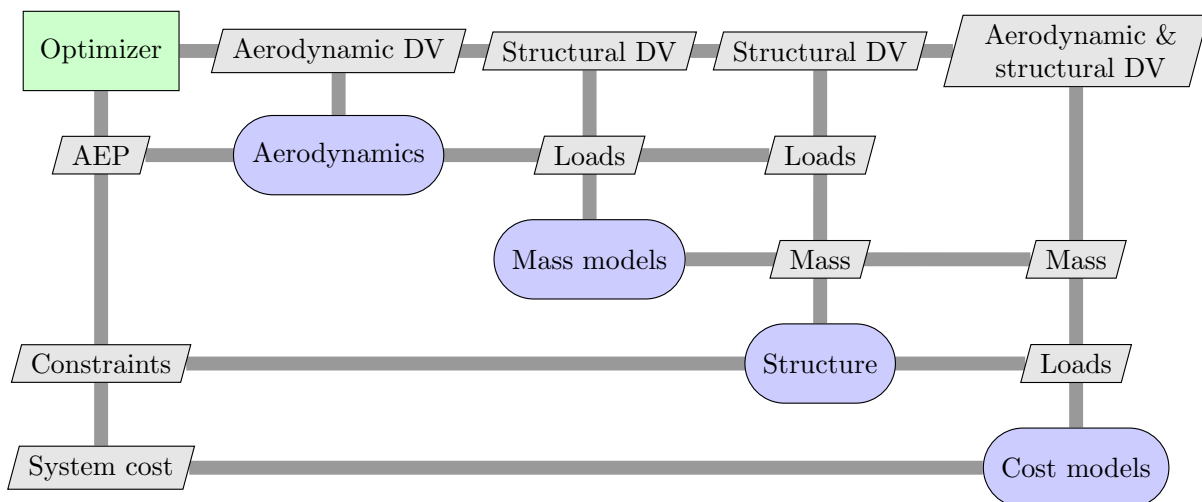 Optimizer
Aerodynamic DV
Structural DV
Structural DV
Aerodynamic &
structural DV
AEP
Aerodynamics
Loads
Loads
Mass models
Mass
Mass
Constraints
Structure
Loads
System cost
Cost models